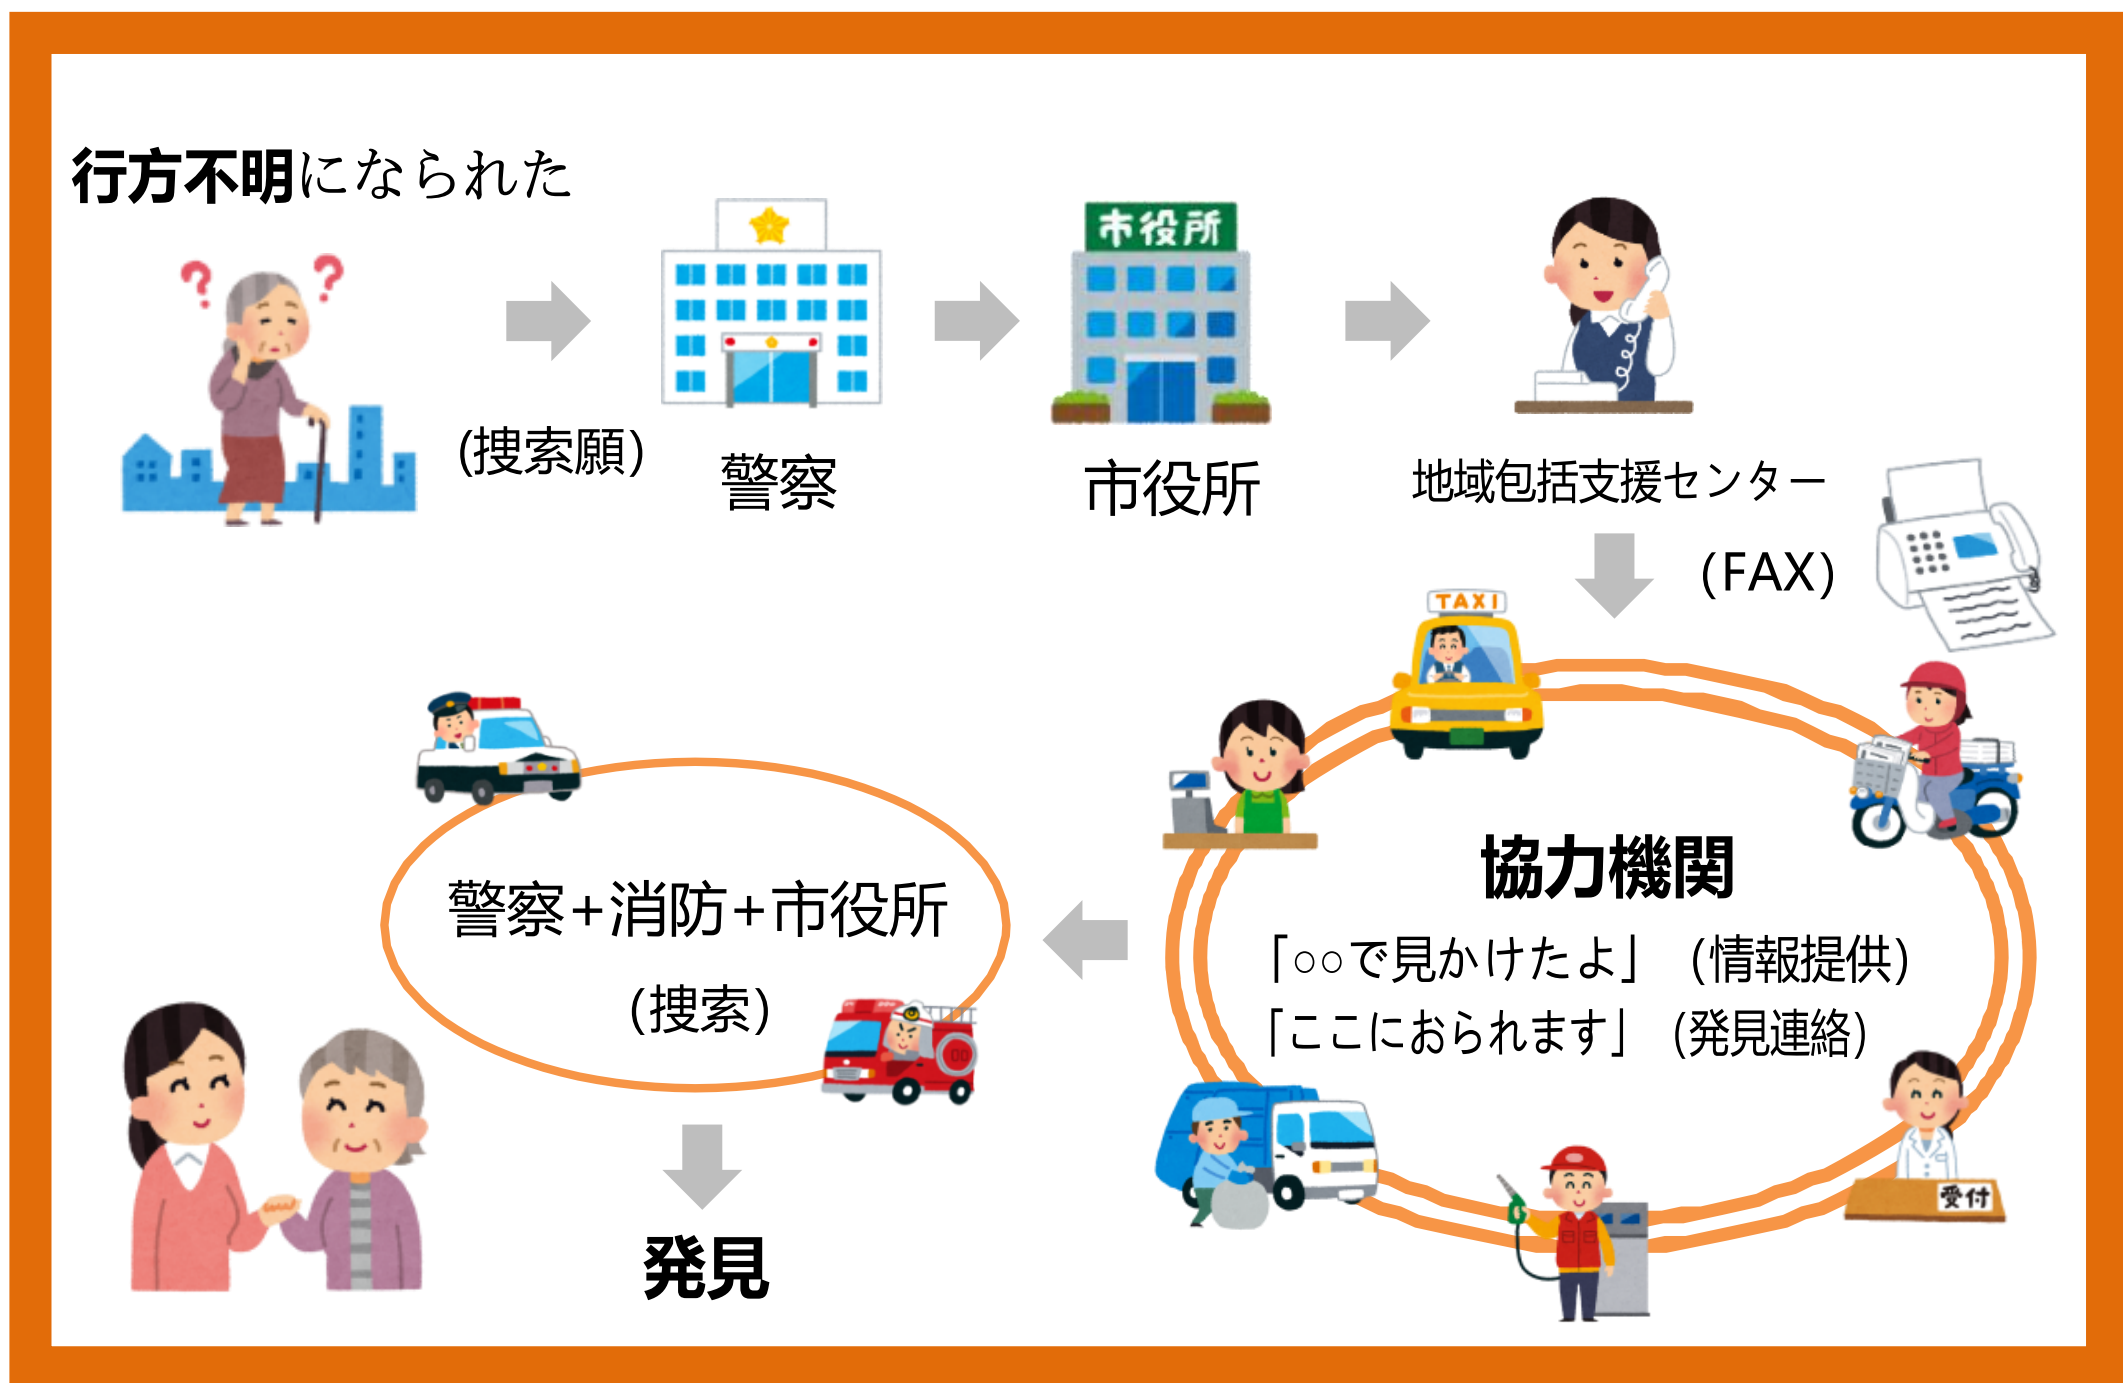 行方不明になられた
市役所
(捜索願)
警察
市役所
地域包括支援センター
(FAX)
TAXI
協力機関
「○○で見かけたよ」 (情報提供)
「ここにおられます」 (発見連絡)
警察+消防+市役所
(捜索)
受付
発見